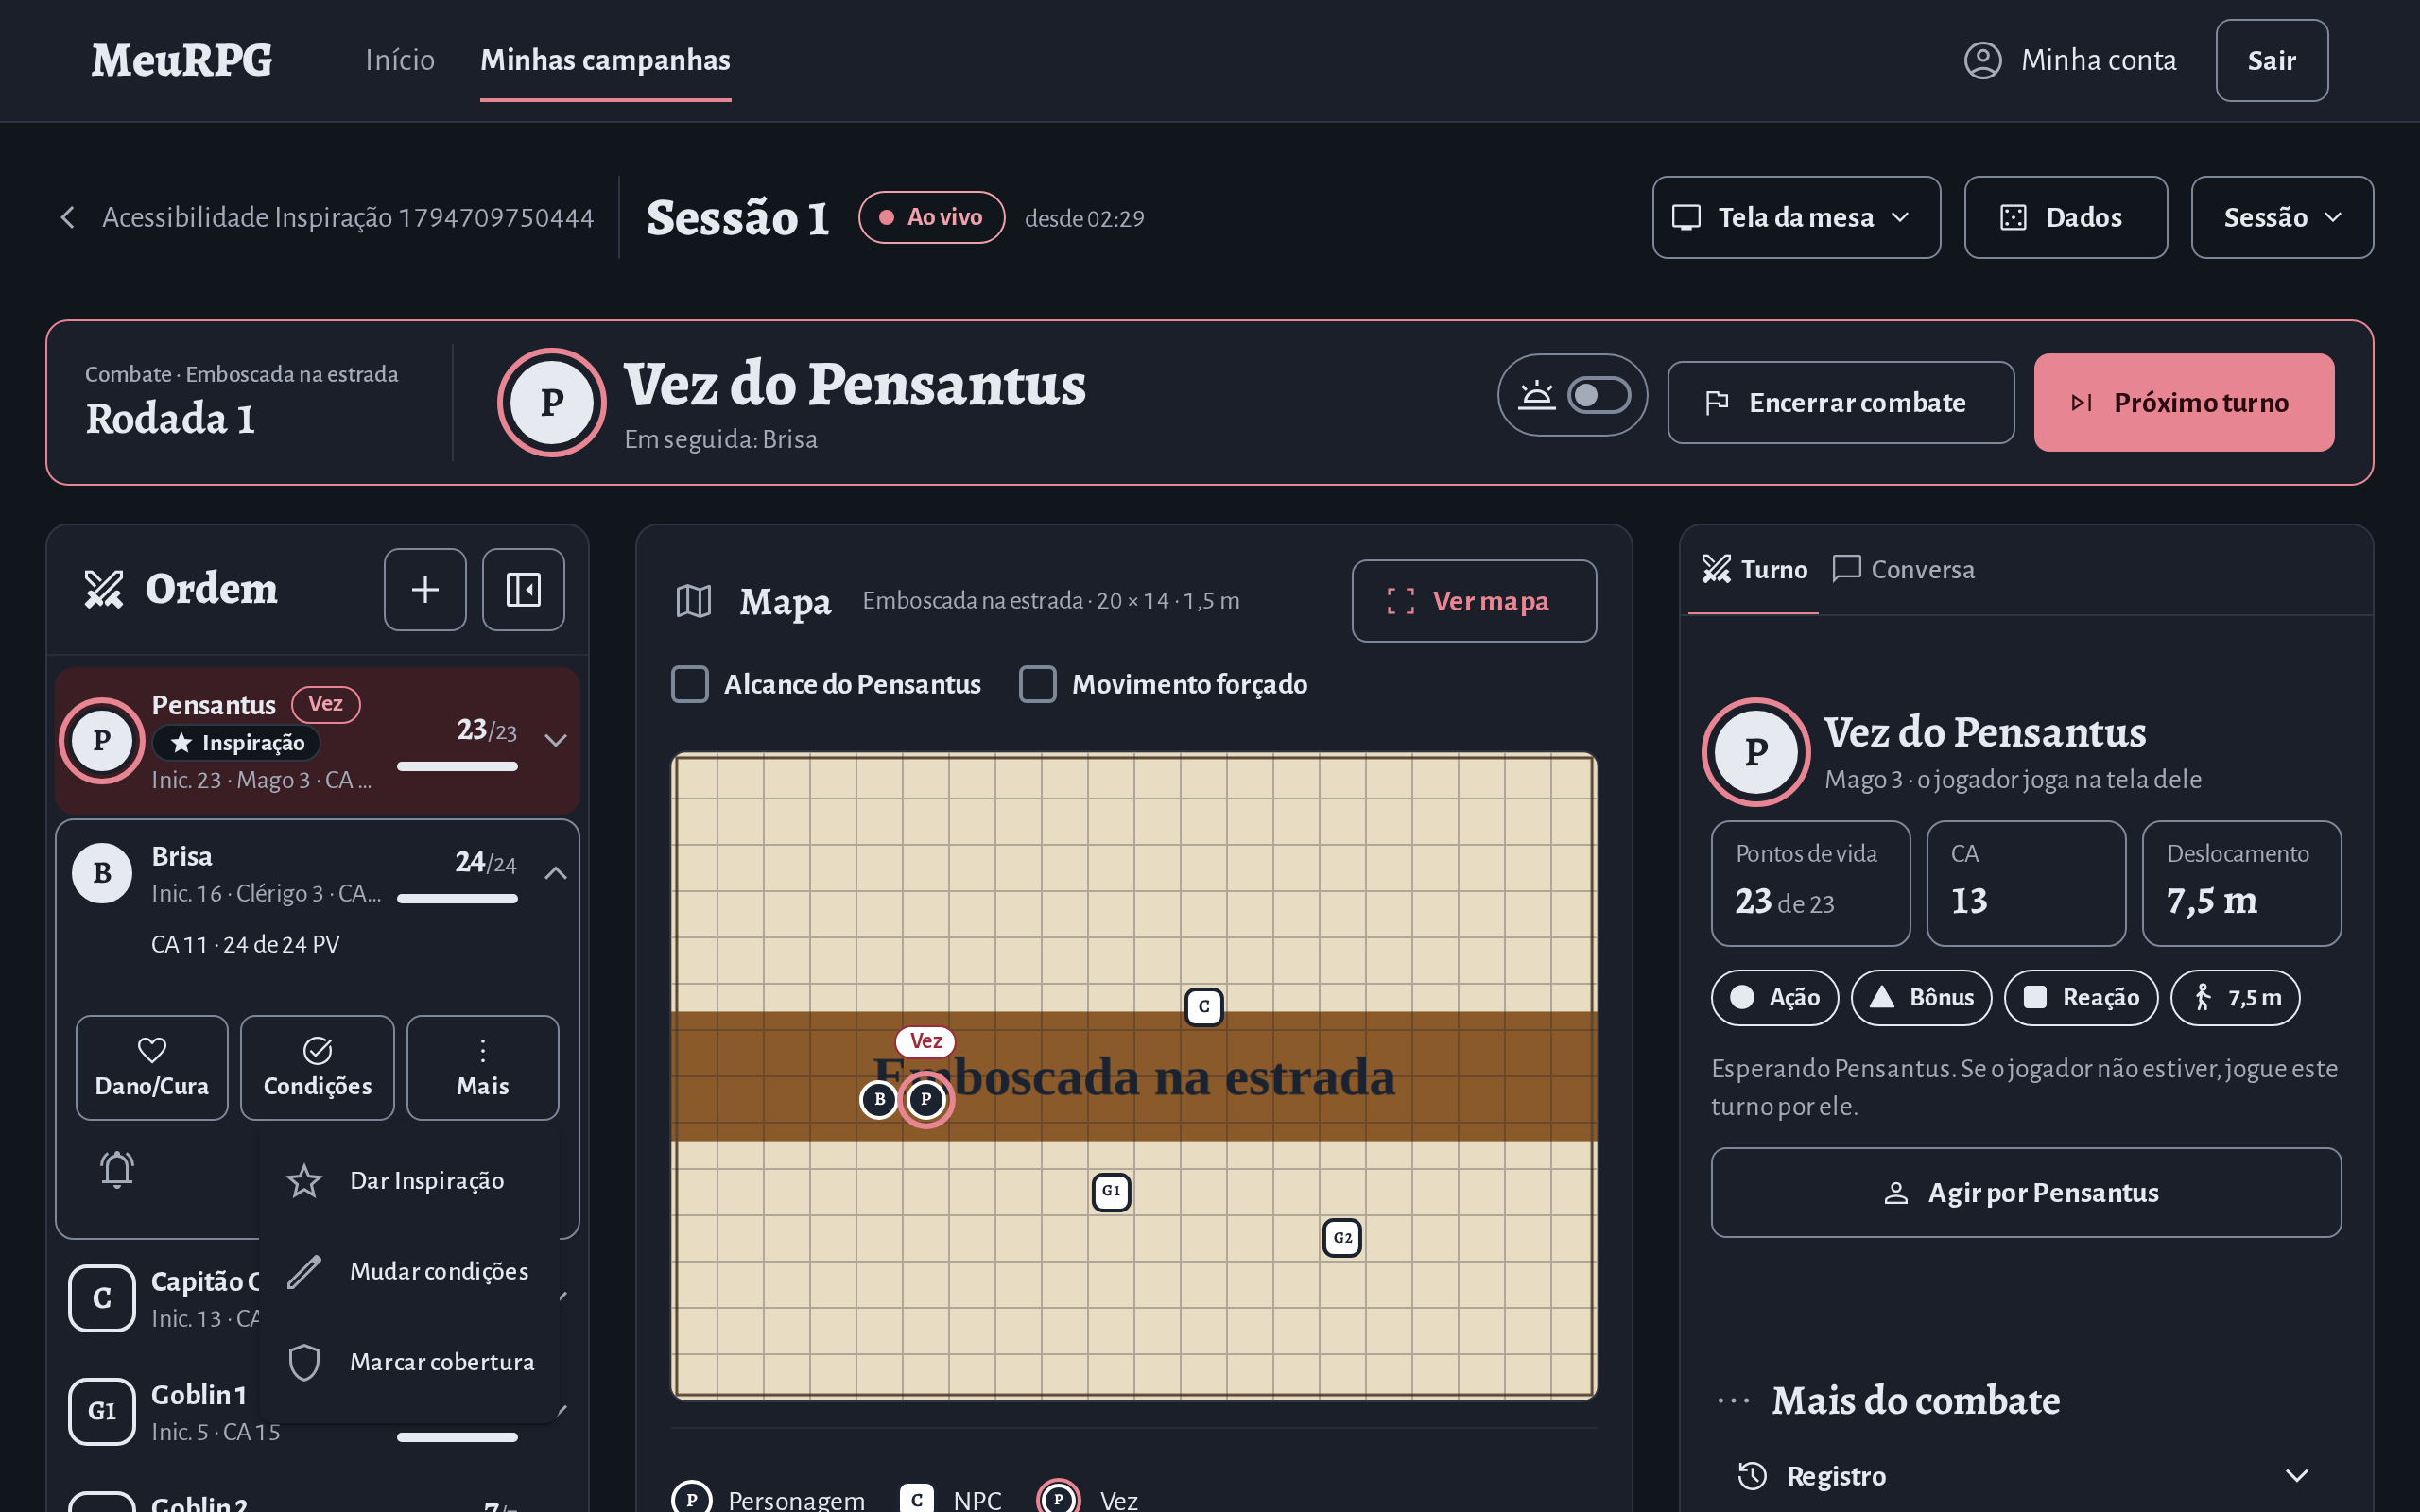 MeuRPG
Início
Minhas campanhas
Minha conta
Sair
Acessibilidade Inspiração 1794709750444
Sessão 1
Ao vivo
desde 02:29
Tela da mesa
Dados
Sessão
Combate · Emboscada na estrada
Rodada 1
P
Vez do Pensantus
Em seguida: Brisa
Encerrar combate
Próximo turno
Ordem
P
Pensantus
Vez
Inspiração
Inic. 23 · Mago 3 · CA ...
23/23
B
Brisa
Inic. 16 · Clérigo 3 · CA...
24/24
CA 11 · 24 de 24 PV
Dano/Cura
Condições
Mais
Dar Inspiração
Mudar condições
Marcar cobertura
C
Capitão
Inic. 13 · CA
G1
Goblin 1
Inic. 5 · CA 15
Goblin 2
Mapa
Emboscada na estrada · 20 × 14 · 1,5 m
Ver mapa
Alcance do Pensantus
Movimento forçado
C
Vez
Emboscada na estrada
B
P
G1
G2
P
Personagem
C
NPC
P
Vez
Turno
Conversa
P
Vez do Pensantus
Mago 3 · o jogador joga na tela dele
Pontos de vida
23 de 23
CA
13
Deslocamento
7,5 m
Ação
Bônus
Reação
7,5 m
Esperando Pensantus. Se o jogador não estiver, jogue este
turno por ele.
Agir por Pensantus
Mais do combate
Registro